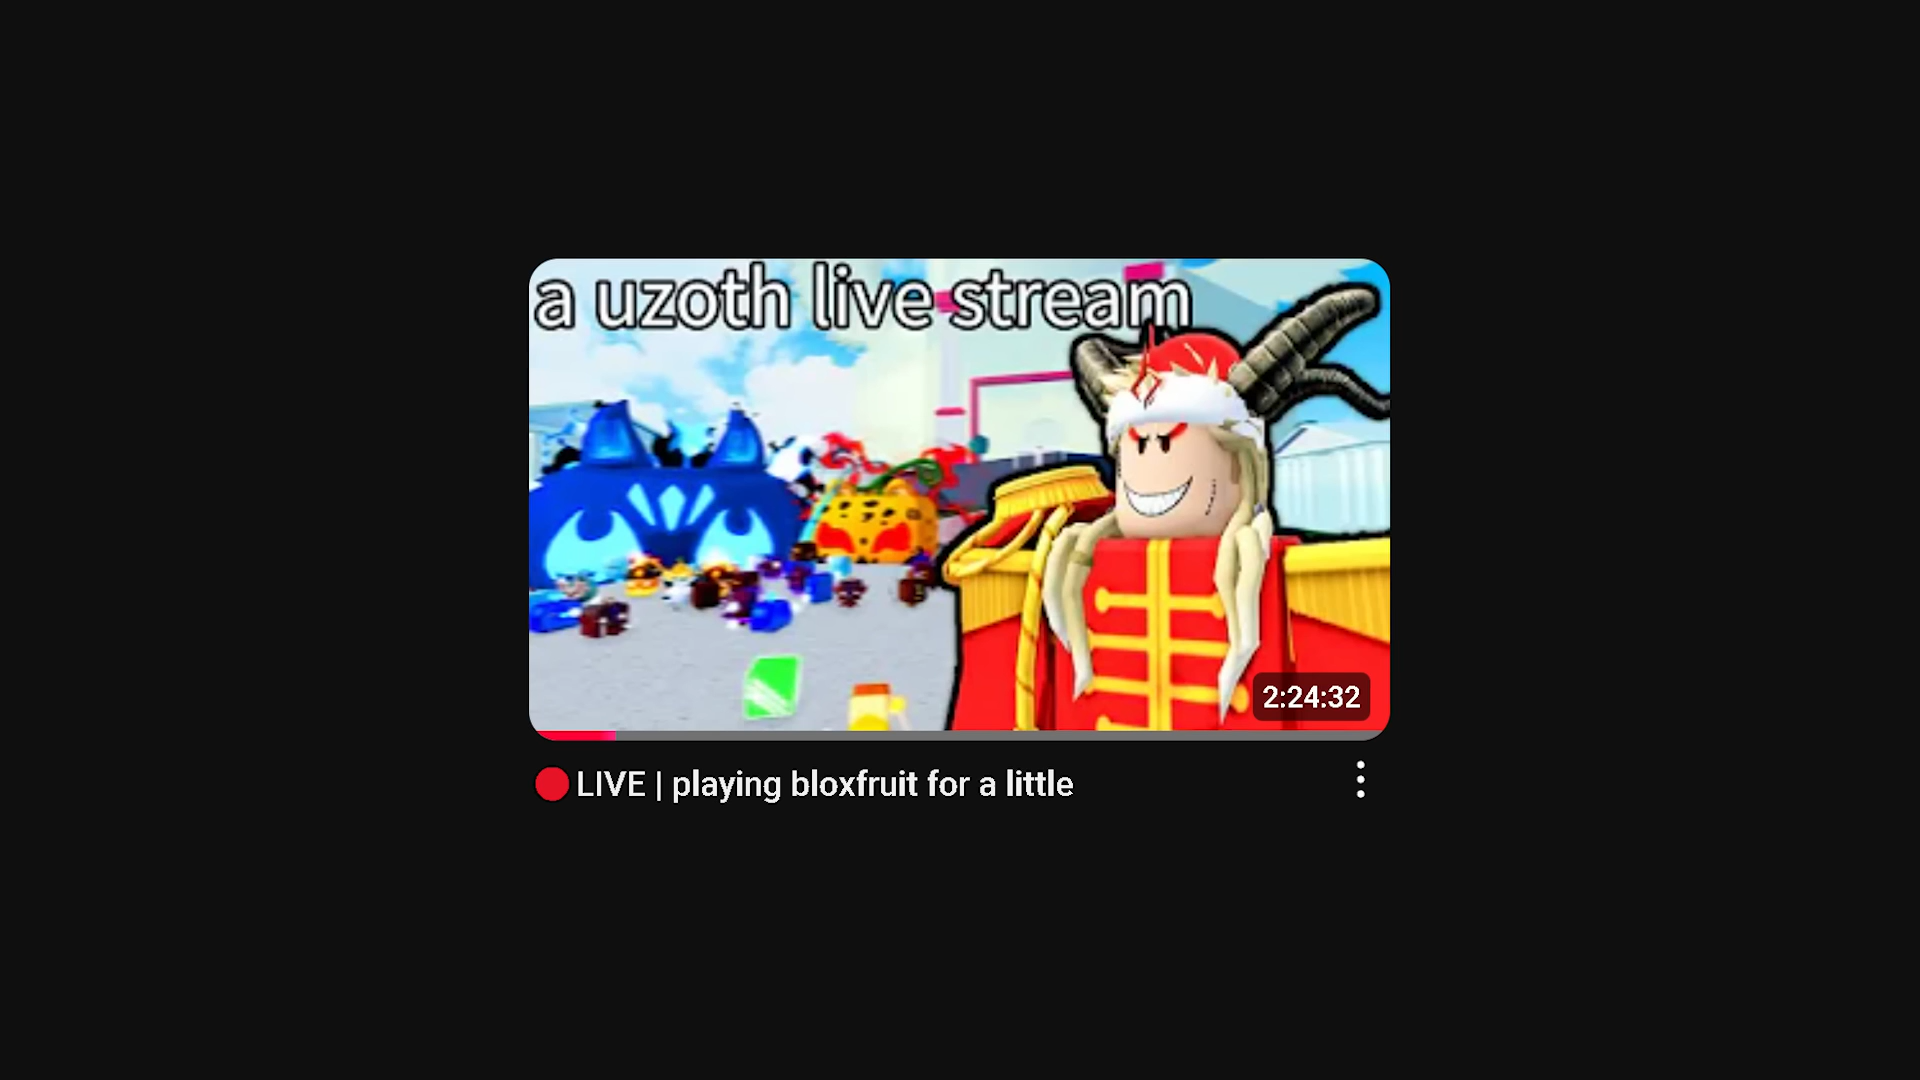 a uzoth live stream
2:24:32
🔴 LIVE | playing bloxfruit for a little